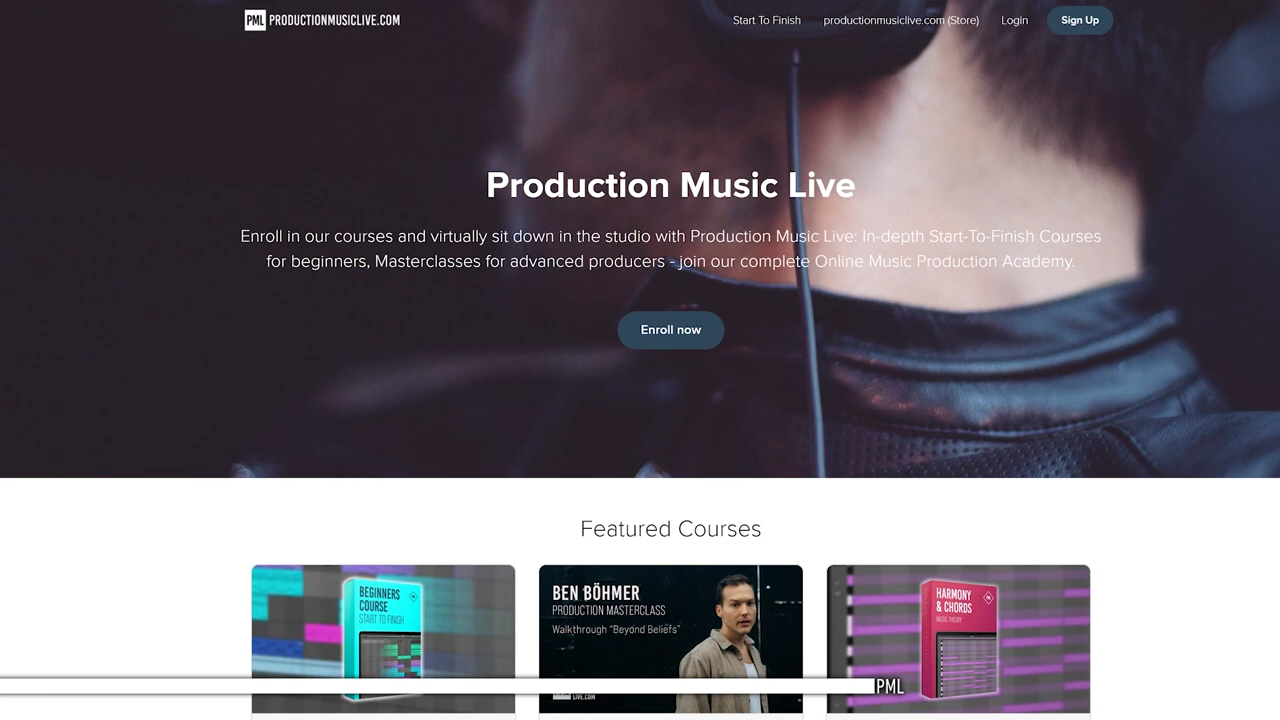 PML PRODUCTIONMUSICLIVE.COM
Start To Finish
productionmusiclive.com (Store)
Login
Sign Up
Production Music Live
Enroll in our courses and virtually sit down in the studio with Production Music Live: In-depth Start-To-Finish Courses
for beginners, Masterclasses for advanced producers - join our complete Online Music Production Academy.
Enroll now
Featured Courses
BEGINNERS
COURSE
START TO FINISH
BEN BÖHMER
PRODUCTION MASTERCLASS
Walkthrough "Beyond Beliefs"
LIVE.COM
HARMONY
& CHORDS
MUSIC THEORY
PML